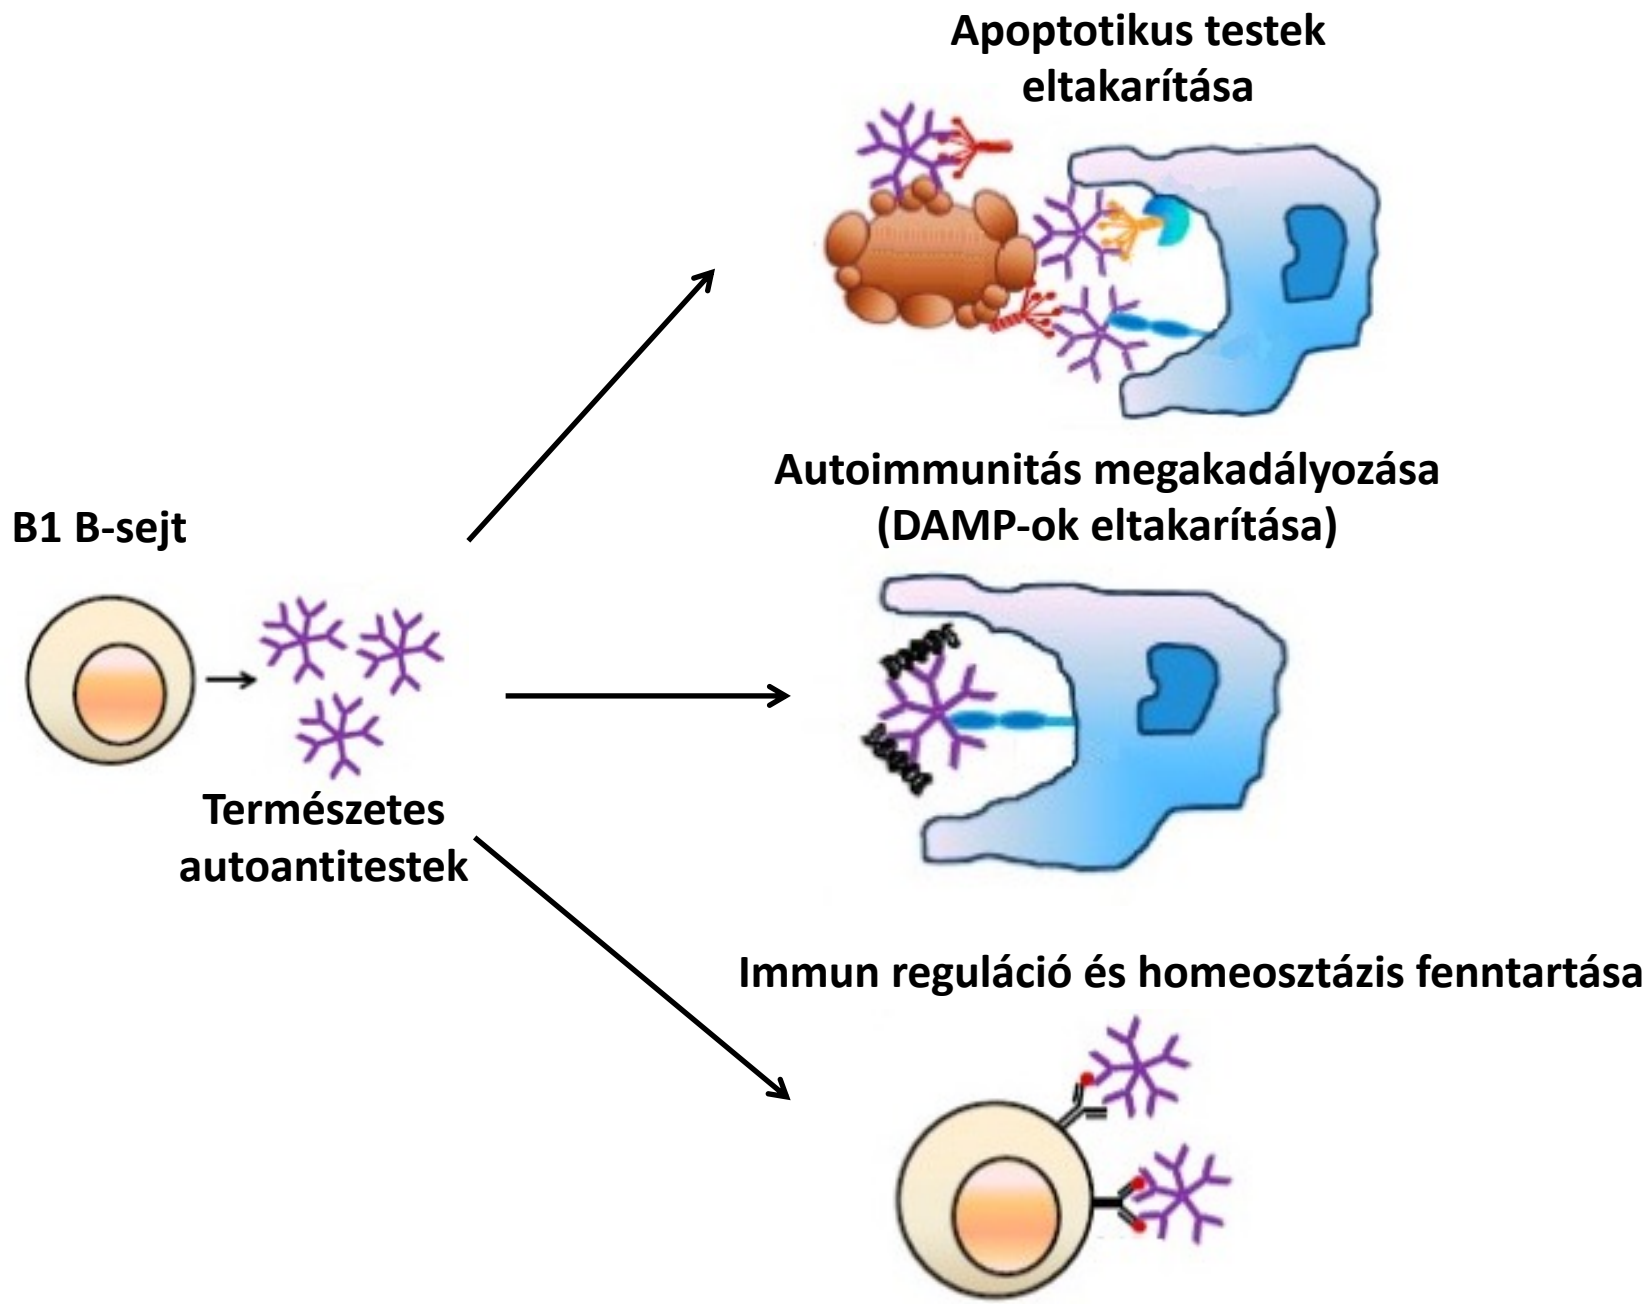 Apoptotikus testek
eltakarítása
Autoimmunitás megakadályozása
(DAMP-ok eltakarítása)
B1 B-sejt
Természetes
autoantitestek
Immun reguláció és homeosztázis fenntartása